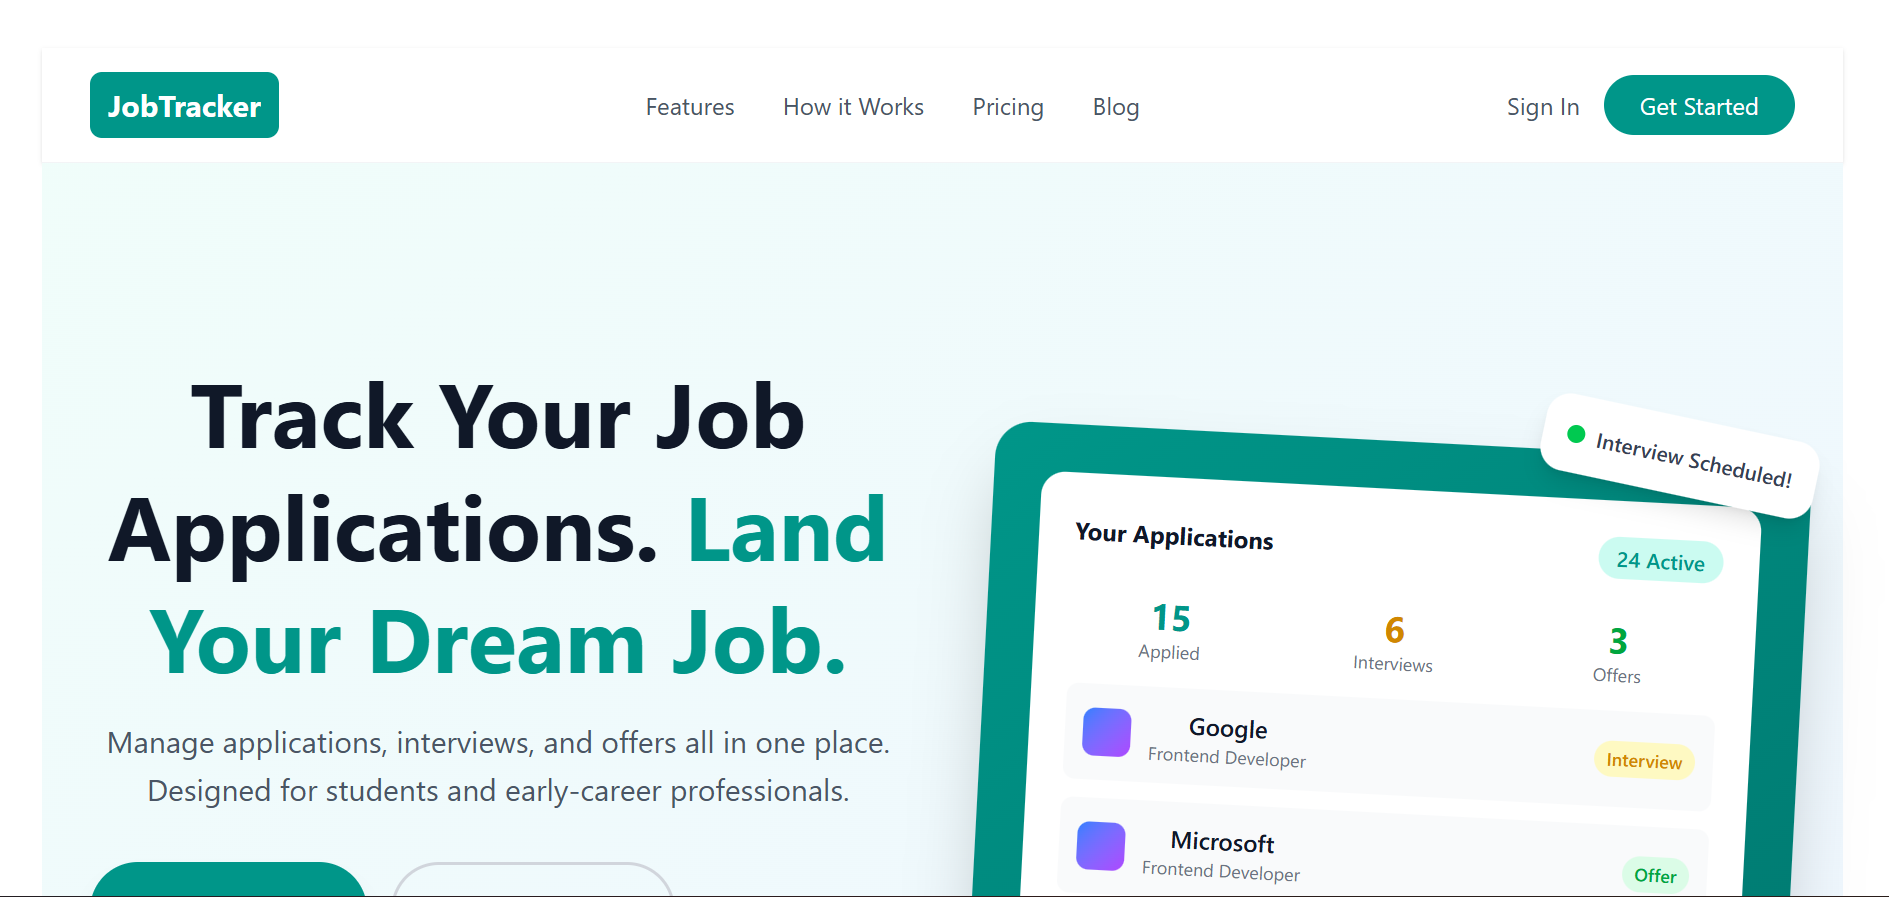 JobTracker
Features
How it Works
Pricing
Blog
Sign In
Get Started
Track Your Job
Applications. Land
Your Dream Job.
Manage applications, interviews, and offers all in one place.
Designed for students and early-career professionals.
Interview Scheduled!
Your Applications
24 Active
15
Applied
6
Interviews
3
Offers
Google
Frontend Developer
Interview
Microsoft
Frontend Developer
Offer